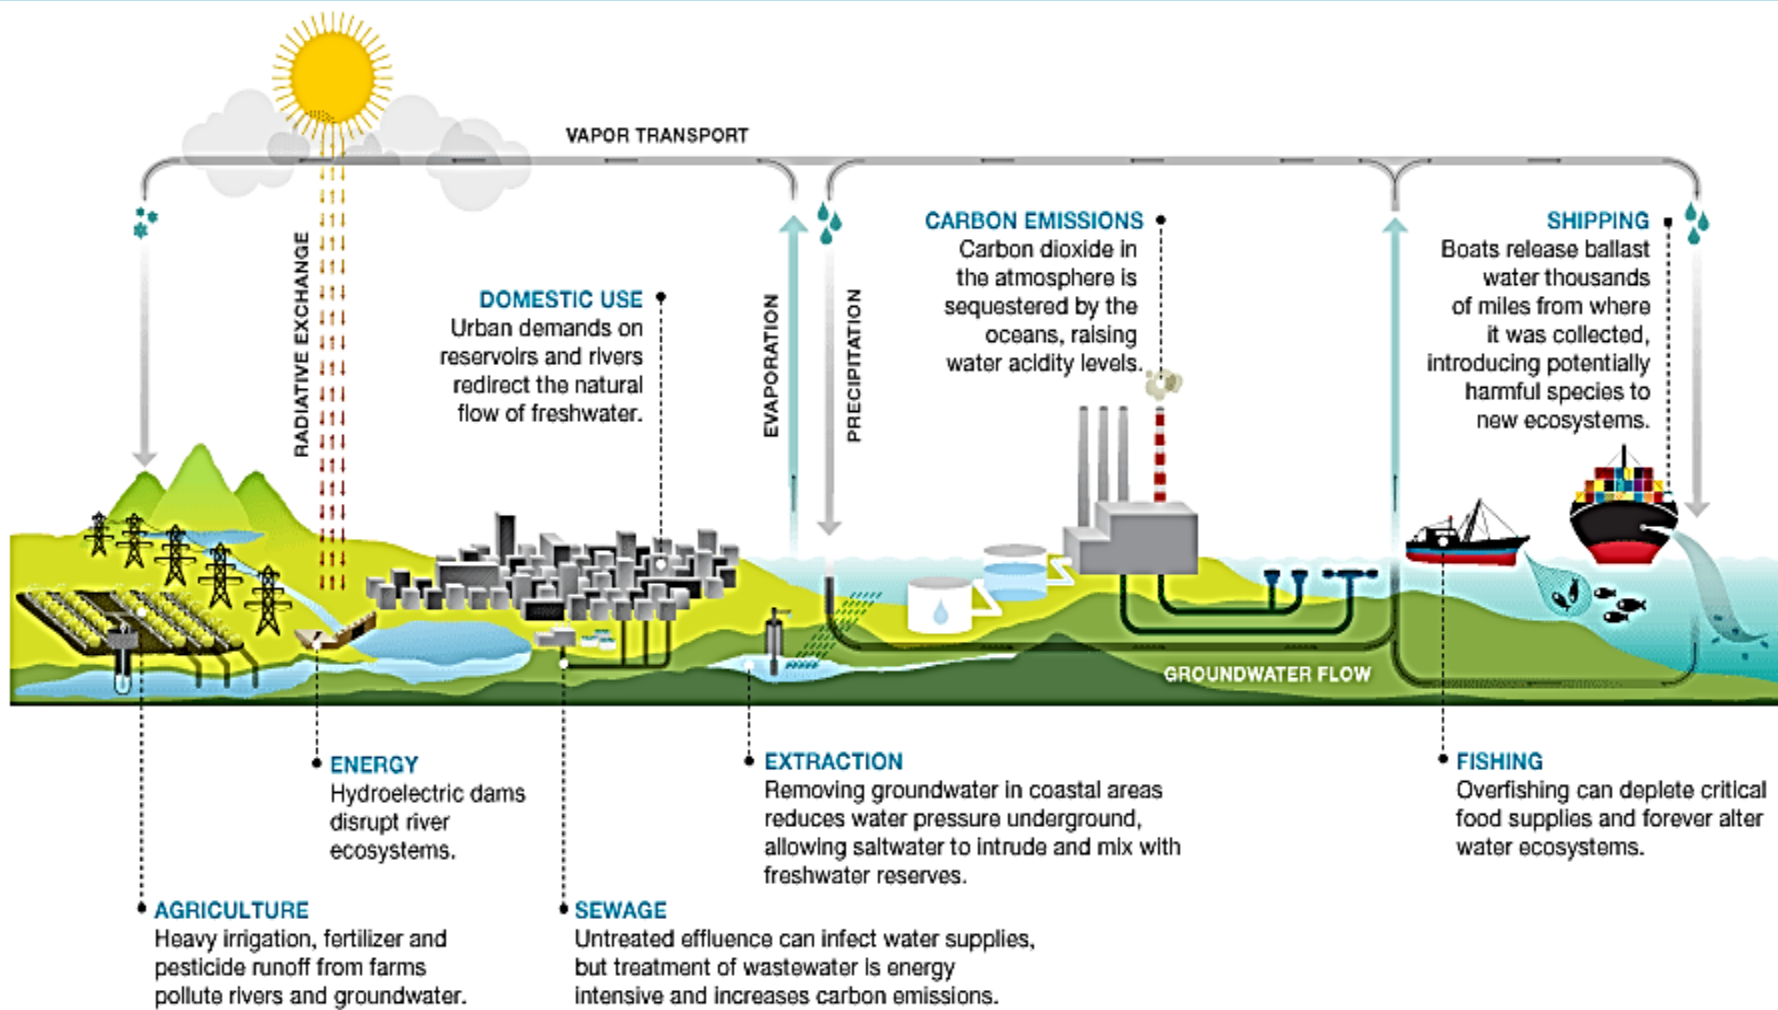 VAPOR TRANSPORT
RADIATIVE EXCHANGE
DOMESTIC USE
Urban demands on
reservoirs and rivers
redirect the natural
flow of freshwater.
EVAPORATION
PRECIPITATION
CARBON EMISSIONS
Carbon dioxide in
the atmosphere is
sequestered by the
oceans, raising
water acidity levels.
SHIPPING
Boats release ballast
water thousands
of miles from where
it was collected,
introducing potentially
harmful species to
new ecosystems.
GROUNDWATER FLOW
ENERGY
Hydroelectric dams
disrupt river
ecosystems.
EXTRACTION
Removing groundwater in coastal areas
reduces water pressure underground,
allowing saltwater to intrude and mix with
freshwater reserves.
FISHING
Overfishing can deplete critical
food supplies and forever alter
water ecosystems.
AGRICULTURE
Heavy irrigation, fertilizer and
pesticide runoff from farms
pollute rivers and groundwater.
SEWAGE
Untreated effluence can infect water supplies,
but treatment of wastewater is energy
intensive and increases carbon emissions.